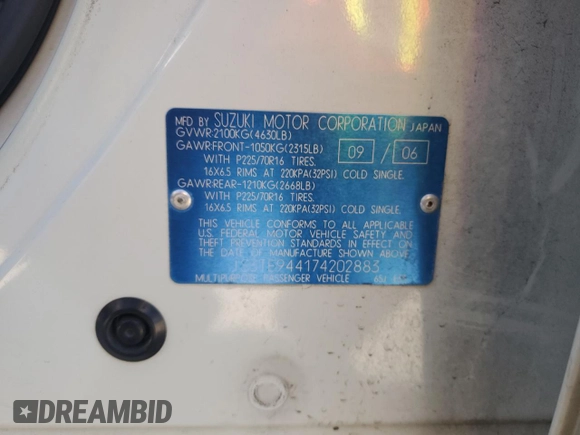 MFD BY SUZUKI MOTOR CORPORATION JAPAN
GVWR:2100KG(4630LB)
GAWR:FRONT-1050KG(2315LB) 09 / 06
WITH P225/70R16 TIRES.
16X6.5 RIMS AT 220KPA(32PSI) COLD SINGLE.
GAWR:REAR-1210KG(2668LB)
WITH P225/70R16 TIRES.
16X6.5 RIMS AT 220KPA(32PSI) COLD SINGLE.
THIS VEHICLE CONFORMS TO ALL APPLICABLE
U.S. FEDERAL MOTOR VEHICLE SAFETY AND
THEFT PREVENTION STANDARDS IN EFFECT ON
DATE OF MANUFACTURE SHOWN ABOVE.
944174202883
MULTIPURPOSE PASSENGER VEHICLE
DREAMBID